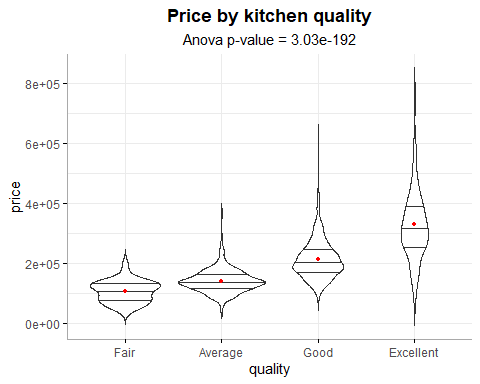 Price by kitchen quality
Anova p-value = 3.03e-192
price
8e+05
6e+05
4e+05
2e+05
0e+00
Fair Average Good Excellent
quality